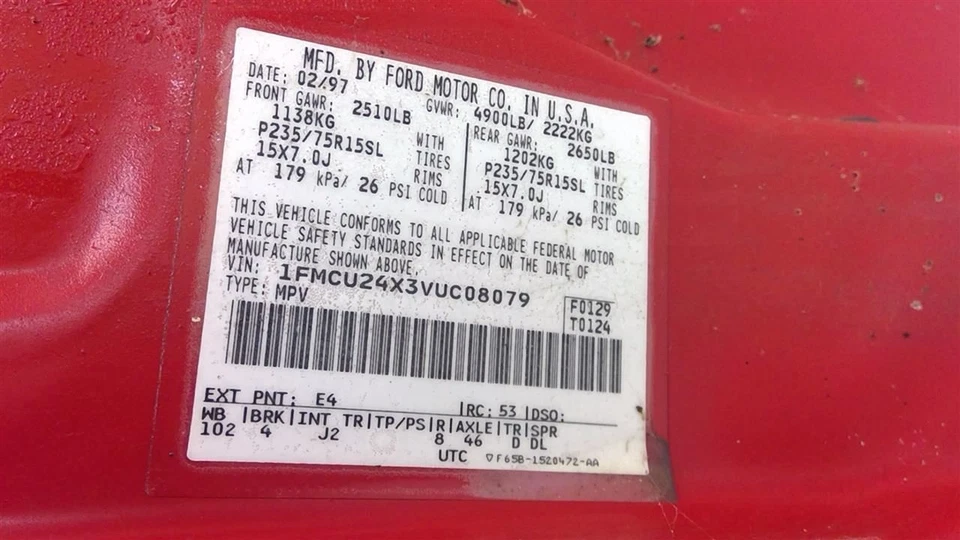 MFD. BY FORD MOTOR CO. IN U.S.A.
DATE: 02/97 GVWR: 4900LB/ 2222KG
FRONT GAWR: 2510LB REAR GAWR: 2650LB
1138KG WITH 1202KG WITH
P235/75R15SL TIRES P235/75R15SL TIRES
15X7.0J RIMS 15X7.0J RIMS
AT 179 kPa/ 26 PSI COLD AT 179 kPa/ 26 PSI COLD
THIS VEHICLE CONFORMS TO ALL APPLICABLE FEDERAL MOTOR
VEHICLE SAFETY STANDARDS IN EFFECT ON THE DATE OF
MANUFACTURE SHOWN ABOVE.
VIN: 1FMCU24X3VUC08079
TYPE: MPV F0129
T0124
EXT PNT: E4 |RC: 53 |DSO:
WB |BRK|INT TR|TP/PS|R|AXLE|TR|SPR
102 4 J2 8 46 D DL
UTC ▽F65B-1520472-AA